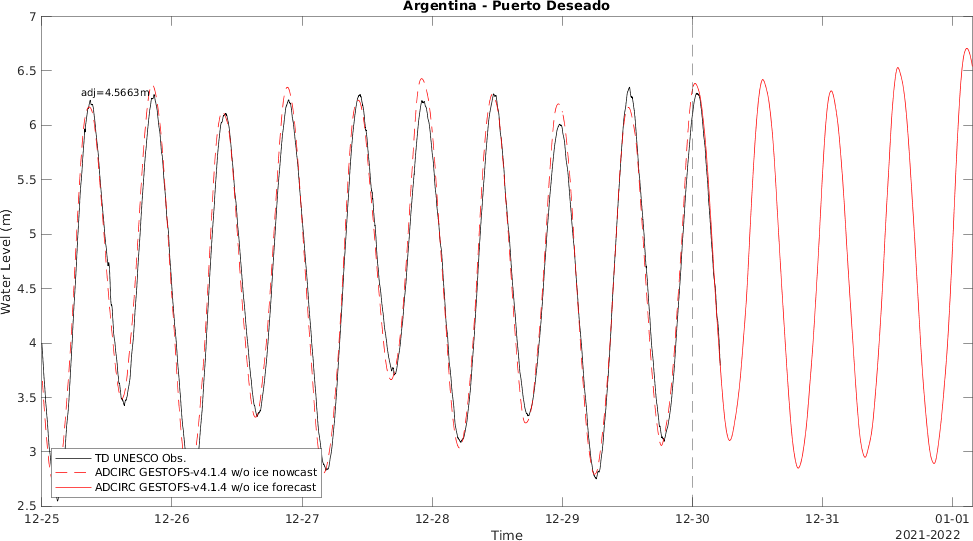 Argentina - Puerto Deseado
7
6.5
adj=4.5663m
6
5.5
5
Water Level (m)
4.5
4
3.5
3
2.5
TD UNESCO Obs.
ADCIRC GESTOFS-v4.1.4 w/o ice nowcast
ADCIRC GESTOFS-v4.1.4 w/o ice forecast
12-25 12-26 12-27 12-28 12-29 12-30 12-31 01-01
Time
2021-2022